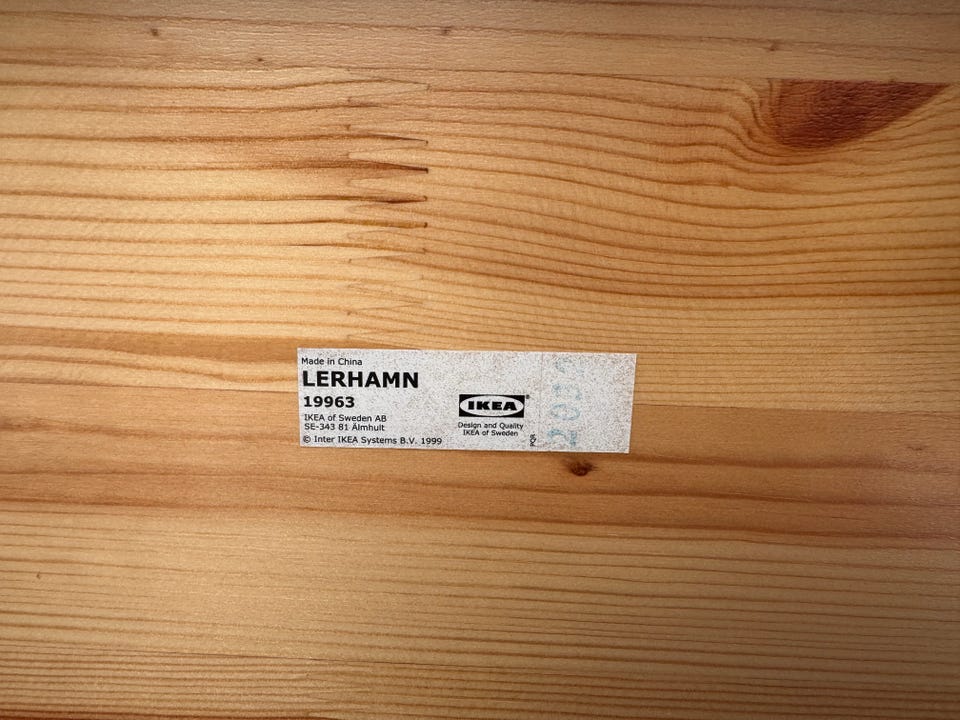 Made in China
LERHAMN
19963
IKEA of Sweden AB
SE-343 81 Älmhult
© Inter IKEA Systems B.V. 1999
IKEA®
Design and Quality
IKEA of Sweden
PQR